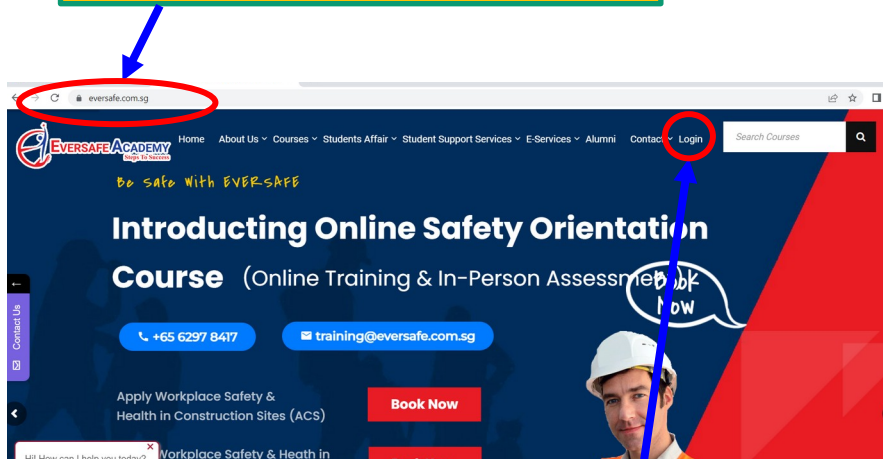 eversafe.com.sg
EVERSAFE ACADEMY
Steps To Success
Home About Us Courses Students Affair Student Support Services E-Services Alumni Contact Login
Search Courses
Be Safe With EVERSAFE
Introducting Online Safety Orientation
Course (Online Training & In-Person Assessment)
Book
Now
Contact Us
+65 6297 8417
training@eversafe.com.sg
Apply Workplace Safety &
Health in Construction Sites (ACS)
Book Now
Hi! How can I help you today?
Workplace Safety & Heath in